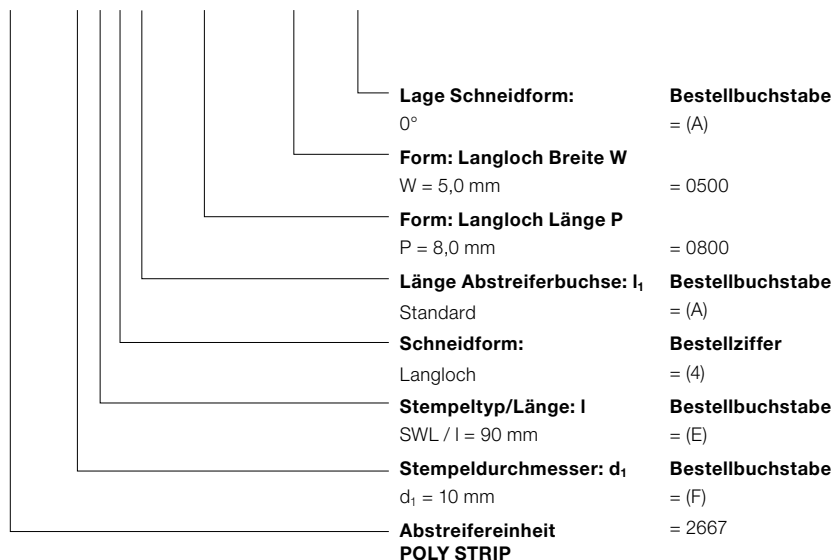 Lage Schneidform: Bestellbuchstabe
0° = (A)
Form: Langloch Breite W
W = 5,0 mm = 0500
Form: Langloch Länge P
P = 8,0 mm = 0800
Länge Abstreiferbuchse: l₁ Bestellbuchstabe
Standard = (A)
Schneidform: Bestellziffer
Langloch = (4)
Stempeltyp/Länge: l Bestellbuchstabe
SWL / l = 90 mm = (E)
Stempeldurchmesser: d₁ Bestellbuchstabe
d₁ = 10 mm = (F)
Abstreifereinheit = 2667
POLY STRIP